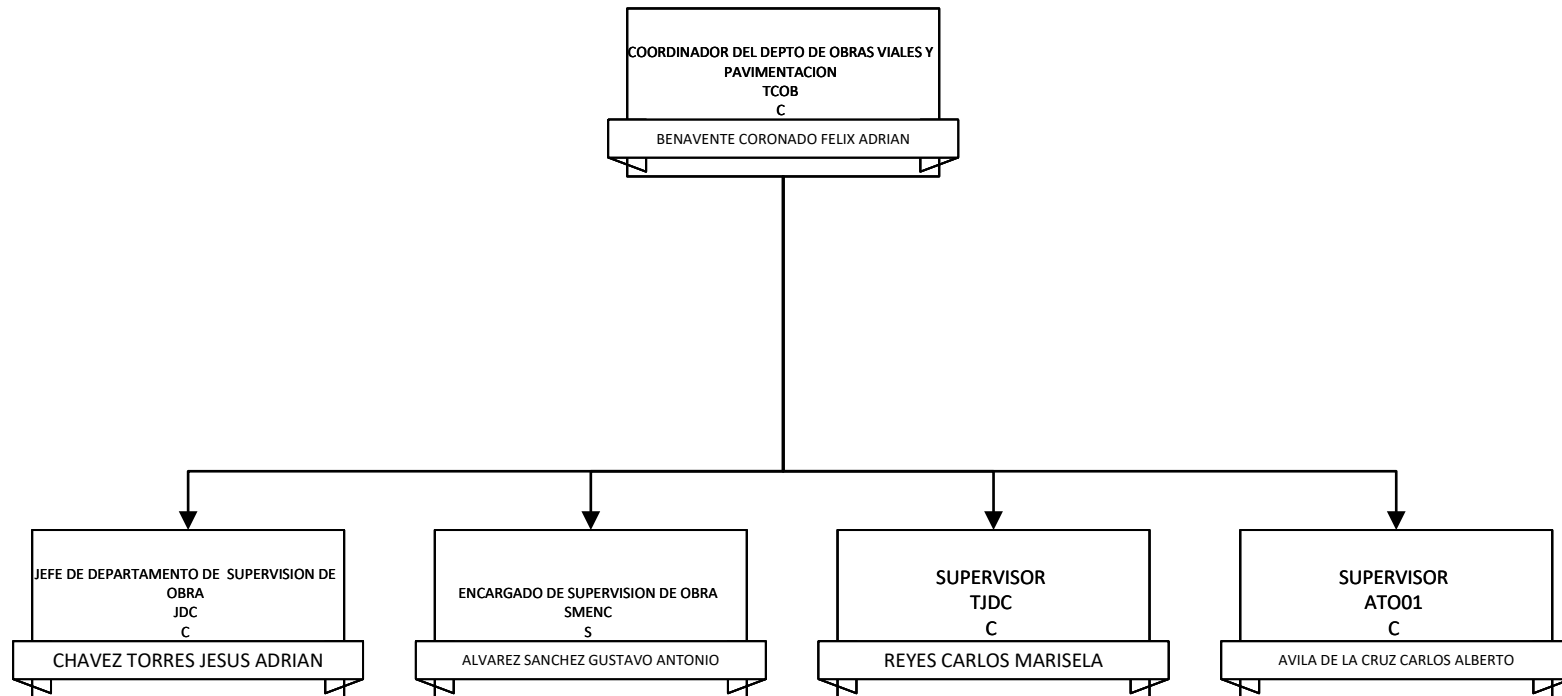 COORDINADOR DEL DEPTO DE OBRAS VIALES Y
PAVIMENTACION
TCOB
C
BENAVENTE CORONADO FELIX ADRIAN
JEFE DE DEPARTAMENTO DE SUPERVISION DE
OBRA
JDC
C
CHAVEZ TORRES JESUS ADRIAN
ENCARGADO DE SUPERVISION DE OBRA
SMENC
S
ALVAREZ SANCHEZ GUSTAVO ANTONIO
SUPERVISOR
TJDC
C
REYES CARLOS MARISELA
SUPERVISOR
ATO01
C
AVILA DE LA CRUZ CARLOS ALBERTO